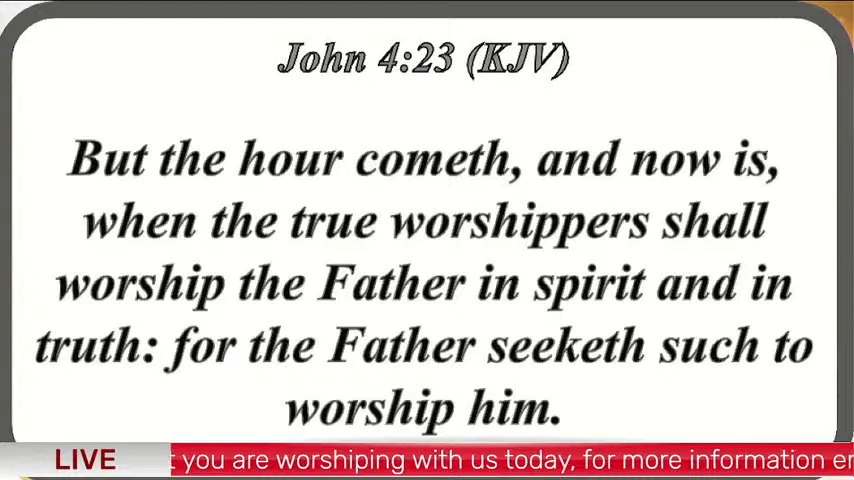 John 4:23 (KJV)
But the hour cometh, and now is,
when the true worshippers shall
worship the Father in spirit and in
truth: for the Father seeketh such to
worship him.
LIVE you are worshiping with us today, for more information